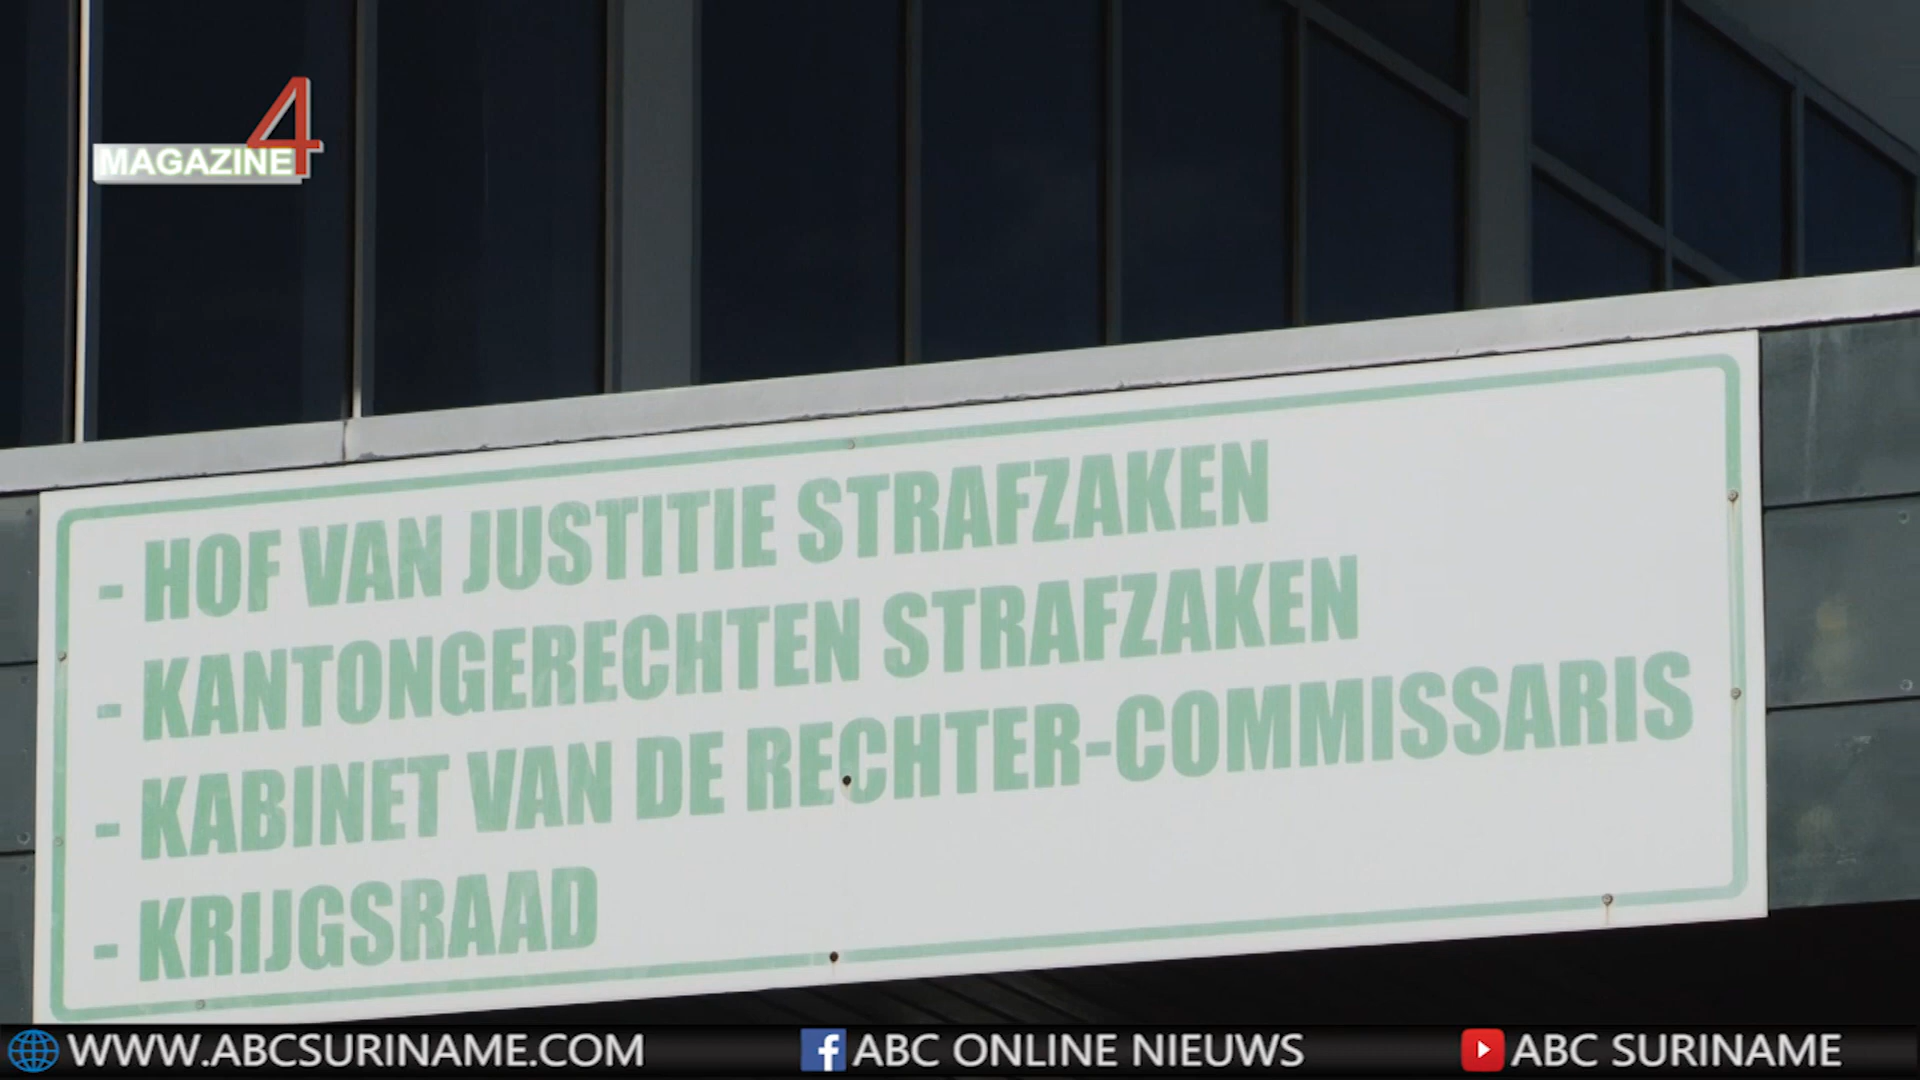 MAGAZINE 4
- HOF VAN JUSTITIE STRAFZAKEN
- KANTONGERECHTEN STRAFZAKEN
- KABINET VAN DE RECHTER-COMMISSARIS
- KRIJGSRAAD
WWW.ABCSURINAME.COM
ABC ONLINE NIEUWS
ABC SURINAME